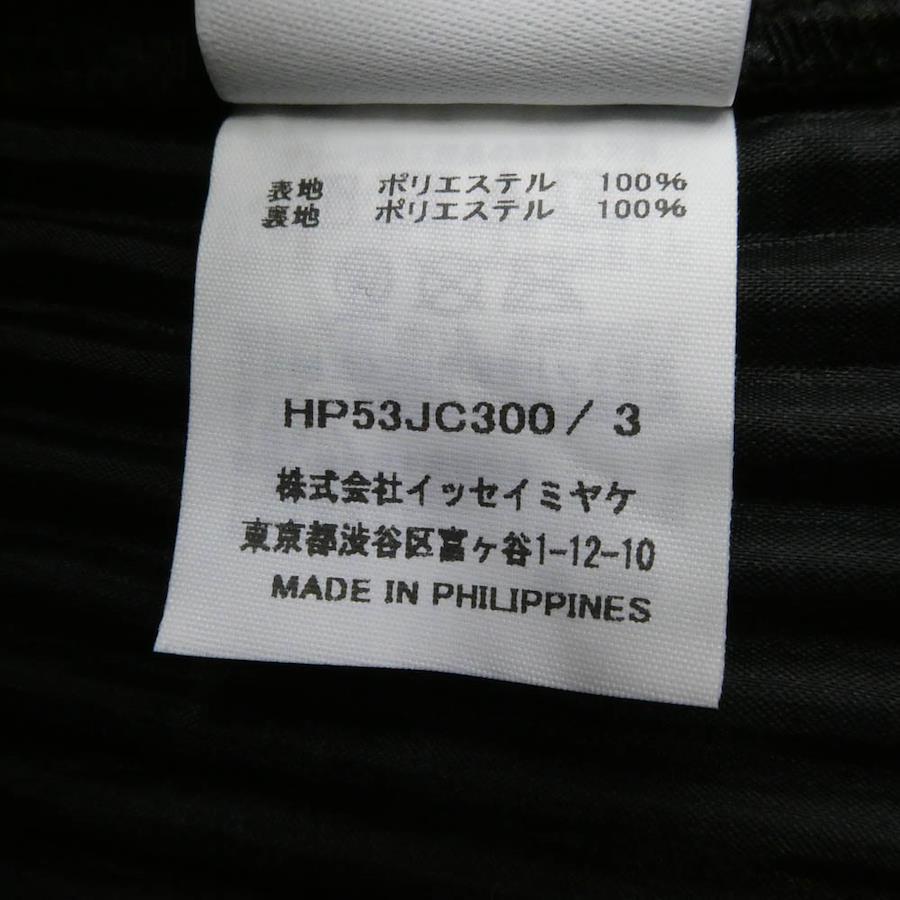 表地 ポリエステル 100%
裏地 ポリエステル 100%
HP53JC300 / 3
株式会社イッセイミヤケ
東京都渋谷区富ヶ谷1-12-10
MADE IN PHILIPPINES